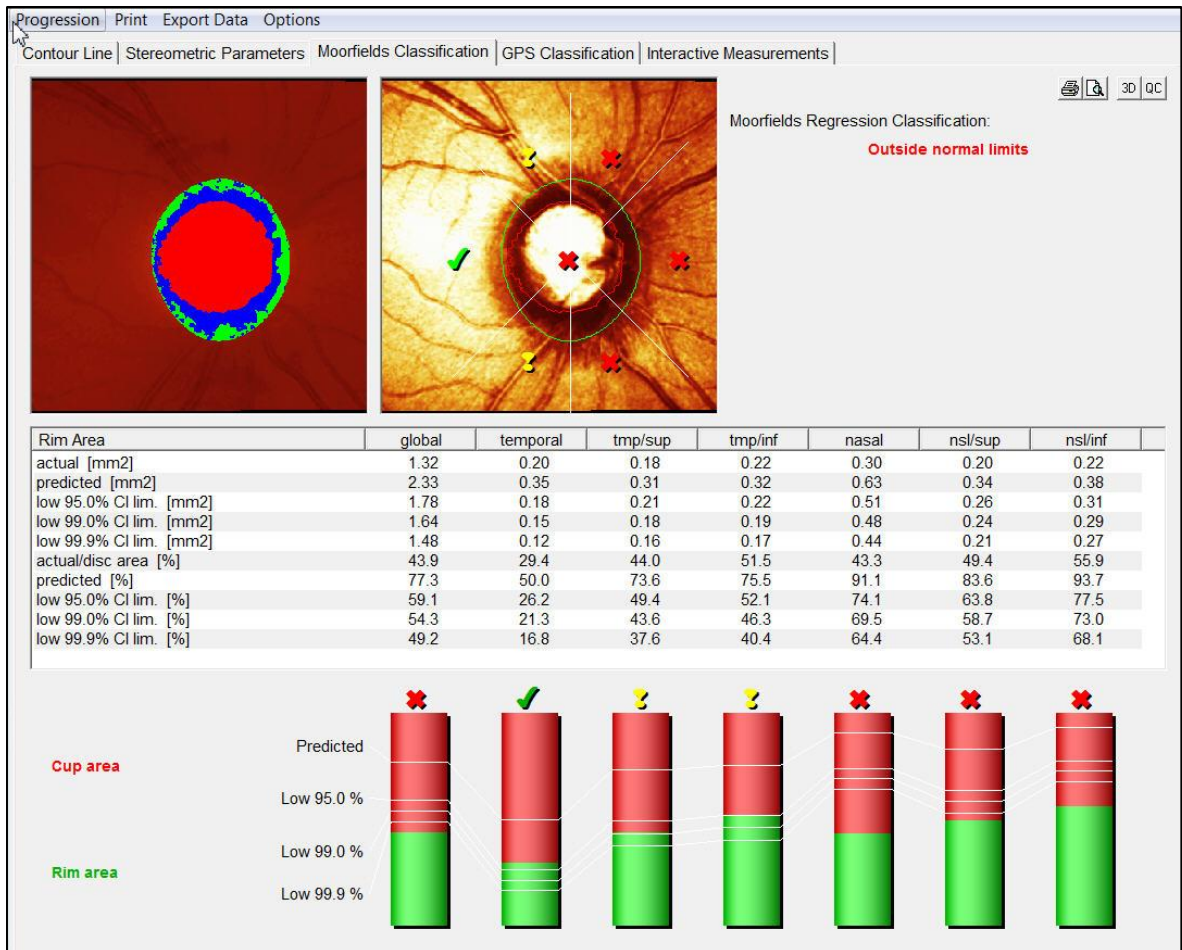 Progression Print Export Data Options
Contour Line Stereometric Parameters Moorfields Classification GPS Classification Interactive Measurements
3D QC
Moorfields Regression Classification:
Outside normal limits
Rim Area global temporal tmp/sup tmp/inf nasal nsl/sup nsl/inf
actual [mm2] 1.32 0.20 0.18 0.22 0.30 0.20 0.22
predicted [mm2] 2.33 0.35 0.31 0.32 0.63 0.34 0.38
low 95.0% CI lim. [mm2] 1.78 0.18 0.21 0.22 0.51 0.26 0.31
low 99.0% CI lim. [mm2] 1.64 0.15 0.18 0.19 0.48 0.24 0.29
low 99.9% CI lim. [mm2] 1.48 0.12 0.16 0.17 0.44 0.21 0.27
actual/disc area [%] 43.9 29.4 44.0 51.5 43.3 49.4 55.9
predicted [%] 77.3 50.0 73.6 75.5 91.1 83.6 93.7
low 95.0% CI lim. [%] 59.1 26.2 49.4 52.1 74.1 63.8 77.5
low 99.0% CI lim. [%] 54.3 21.3 43.6 46.3 69.5 58.7 73.0
low 99.9% CI lim. [%] 49.2 16.8 37.6 40.4 64.4 53.1 68.1
Predicted
Cup area
Low 95.0 %
Low 99.0 %
Rim area
Low 99.9 %